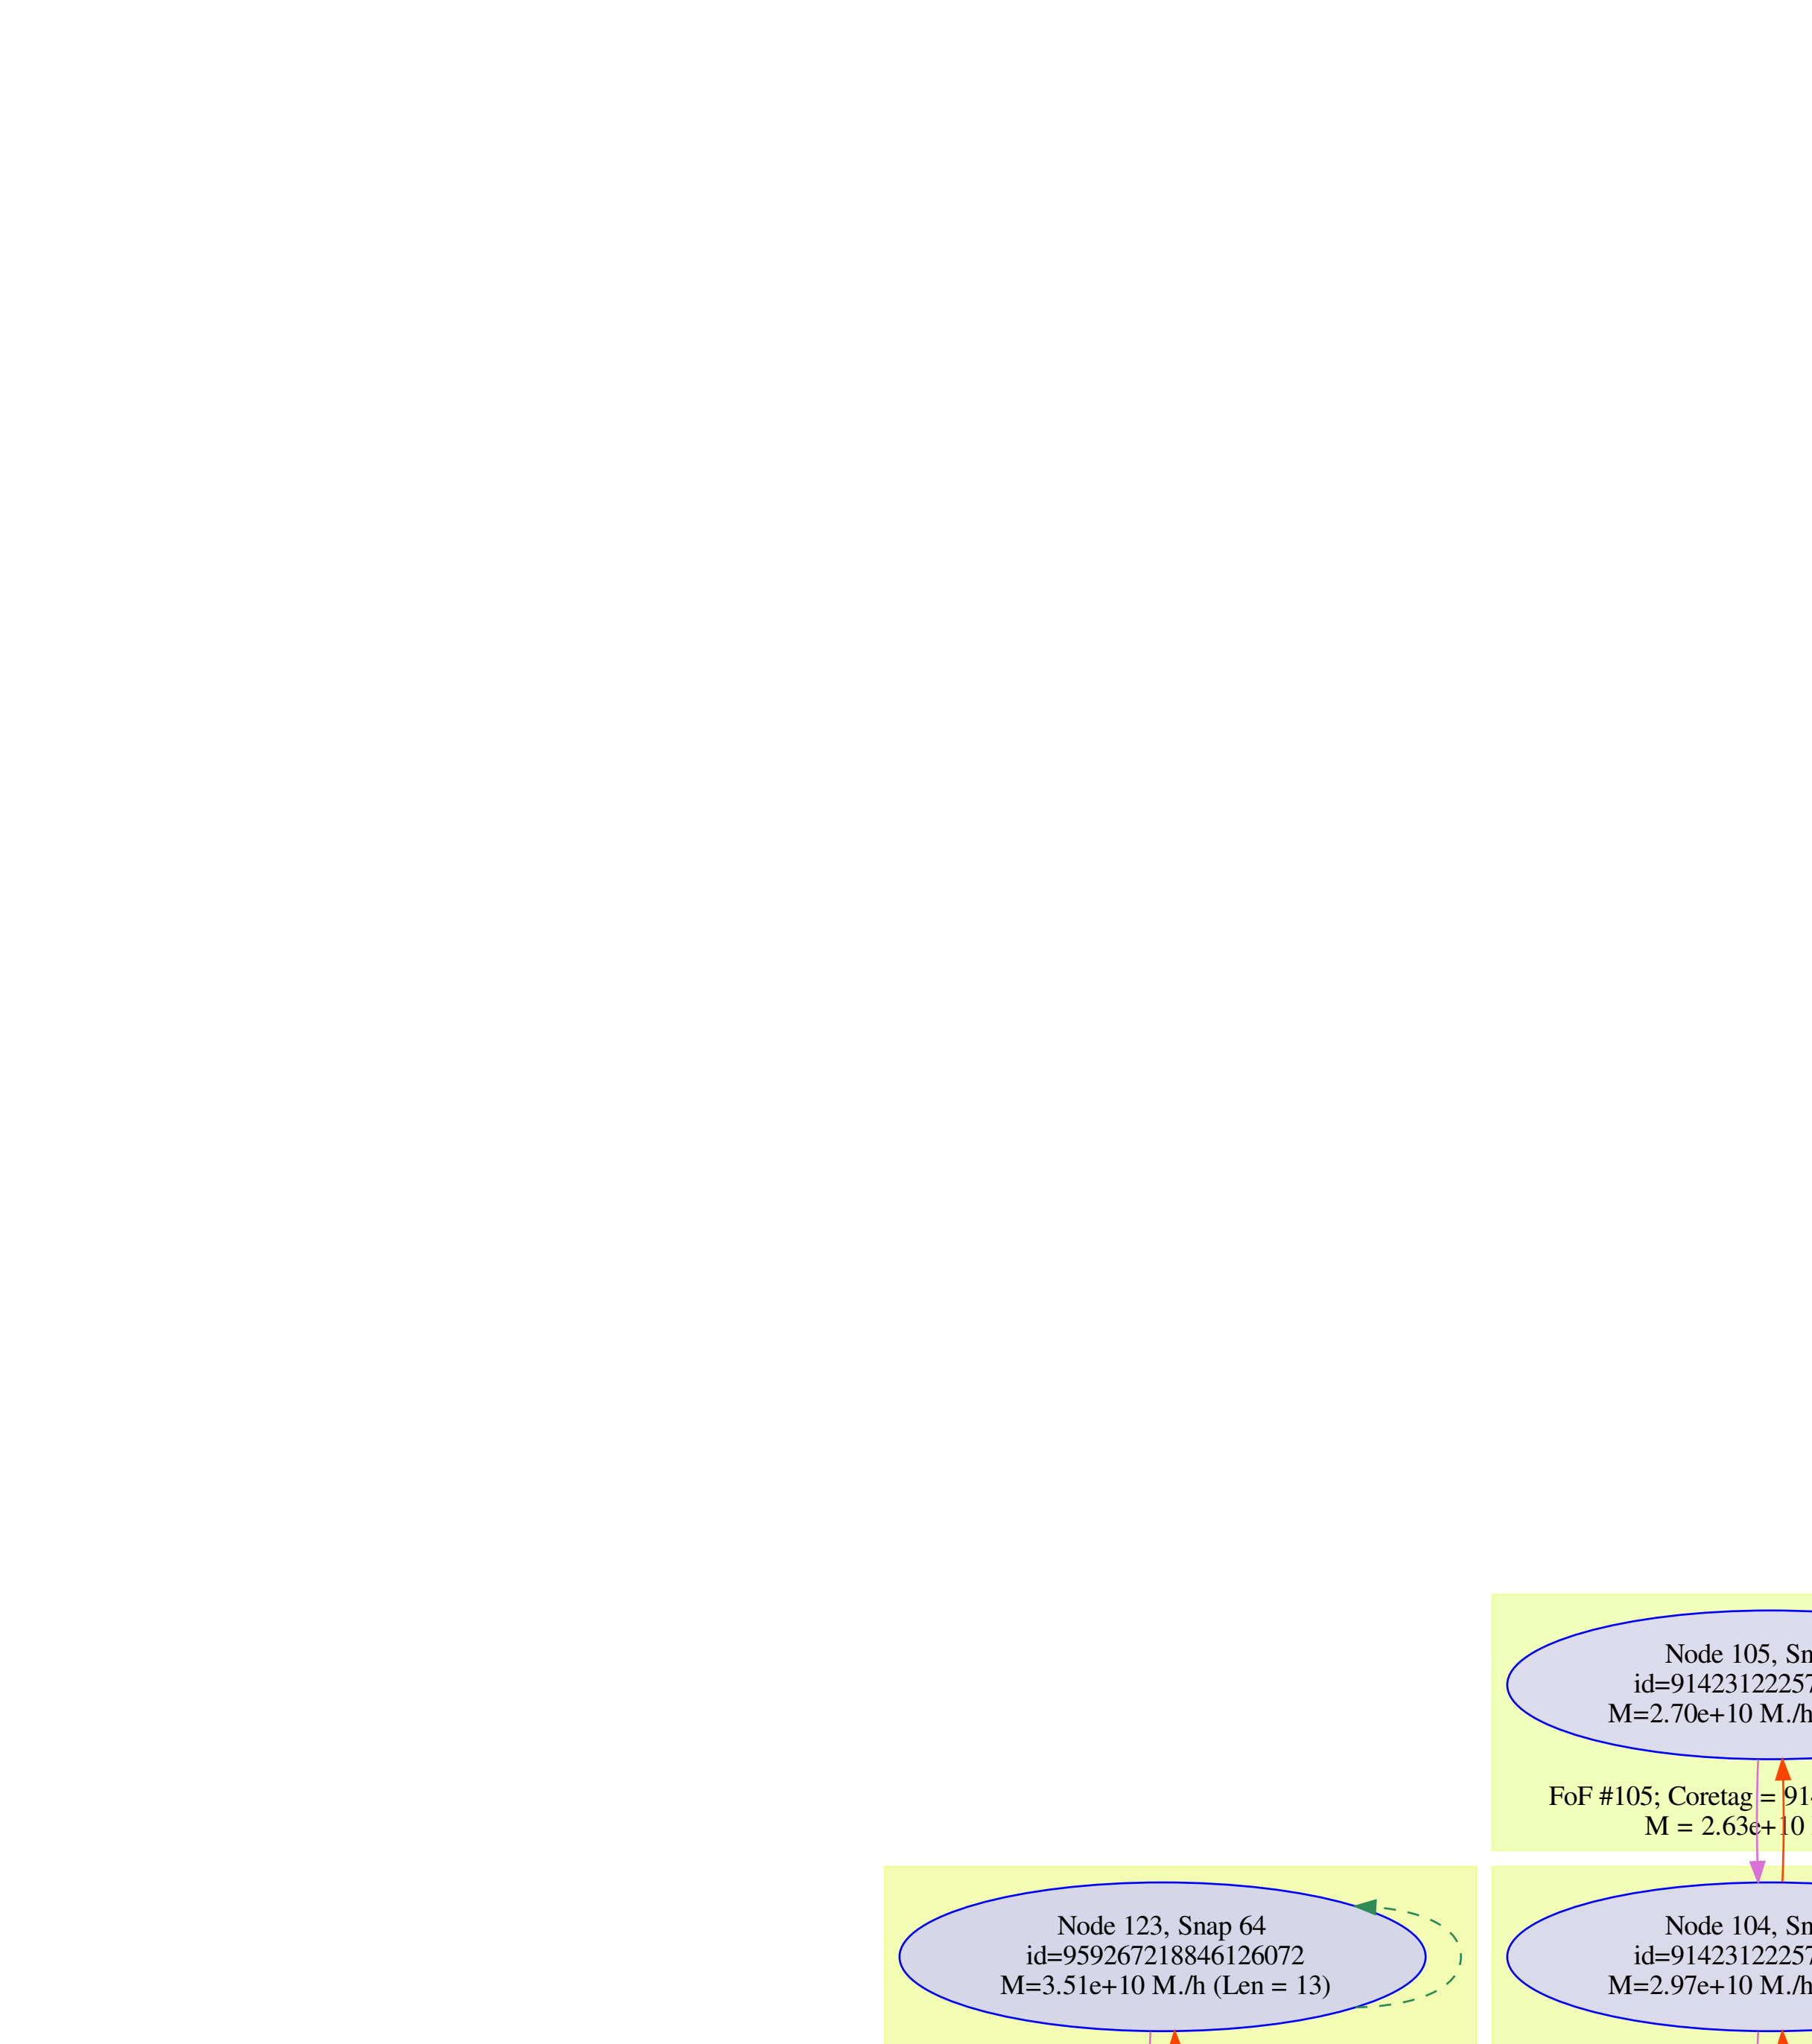 Node 105, Sn
id=91423122257
M=2.70e+10 M./h
FoF #105; Coretag = 91
M = 2.63e+10
Node 123, Snap 64
id=959267218846126072
M=3.51e+10 M./h (Len = 13)
Node 104, Sn
id=91423122257
M=2.97e+10 M./h